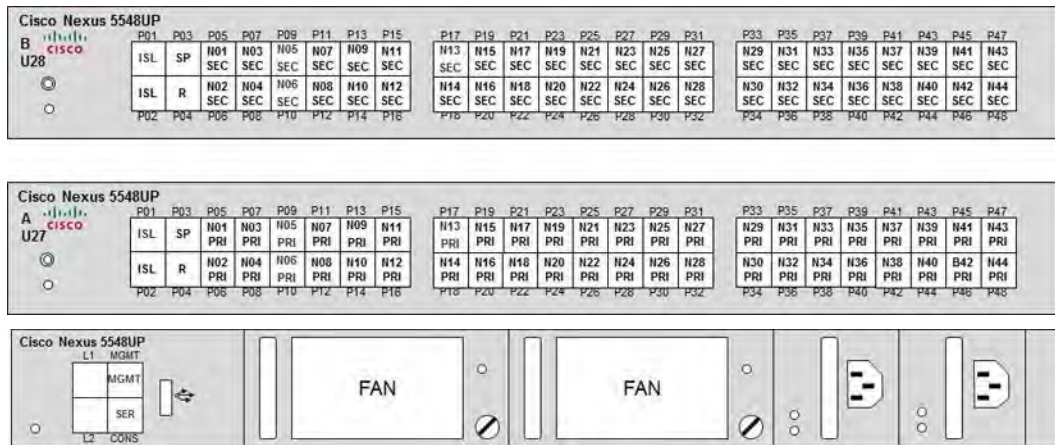 Cisco Nexus 5548UP
P01 P03 P05 P07 P09 P11 P13 P15 P17 P19 P21 P23 P25 P27 P29 P31 P33 P35 P37 P39 P41 P43 P45 P47
B CISCO
U28
ISL SP N01 N03 N05 N07 N09 N11 N13 N15 N17 N19 N21 N23 N25 N27 N29 N31 N33 N35 N37 N39 N41 N43
SEC SEC SEC SEC SEC SEC SEC SEC SEC SEC SEC SEC SEC SEC SEC SEC SEC SEC SEC SEC SEC SEC
ISL R N02 N04 N06 N08 N10 N12 N14 N16 N18 N20 N22 N24 N26 N28 N30 N32 N34 N36 N38 N40 N42 N44
SEC SEC SEC SEC SEC SEC SEC SEC SEC SEC SEC SEC SEC SEC SEC SEC SEC SEC SEC SEC SEC SEC
P02 P04 P06 P08 P10 P12 P14 P16 P18 P20 P22 P24 P26 P28 P30 P32 P34 P36 P38 P40 P42 P44 P46 P48
Cisco Nexus 5548UP
P01 P03 P05 P07 P09 P11 P13 P15 P17 P19 P21 P23 P25 P27 P29 P31 P33 P35 P37 P39 P41 P43 P45 P47
A CISCO
U27
ISL SP N01 N03 N05 N07 N09 N11 N13 N15 N17 N19 N21 N23 N25 N27 N29 N31 N33 N35 N37 N39 N41 N43
PRI PRI PRI PRI PRI PRI PRI PRI PRI PRI PRI PRI PRI PRI PRI PRI PRI PRI PRI PRI PRI PRI
ISL R N02 N04 N06 N08 N10 N12 N14 N16 N18 N20 N22 N24 N26 N28 N30 N32 N34 N36 N38 N40 B42 N44
PRI PRI PRI PRI PRI PRI PRI PRI PRI PRI PRI PRI PRI PRI PRI PRI PRI PRI PRI PRI PRI PRI
P02 P04 P06 P08 P10 P12 P14 P16 P18 P20 P22 P24 P26 P28 P30 P32 P34 P36 P38 P40 P42 P44 P46 P48
Cisco Nexus 5548UP
L1 MGMT
MGMT
SER
L2 CONS
FAN
FAN